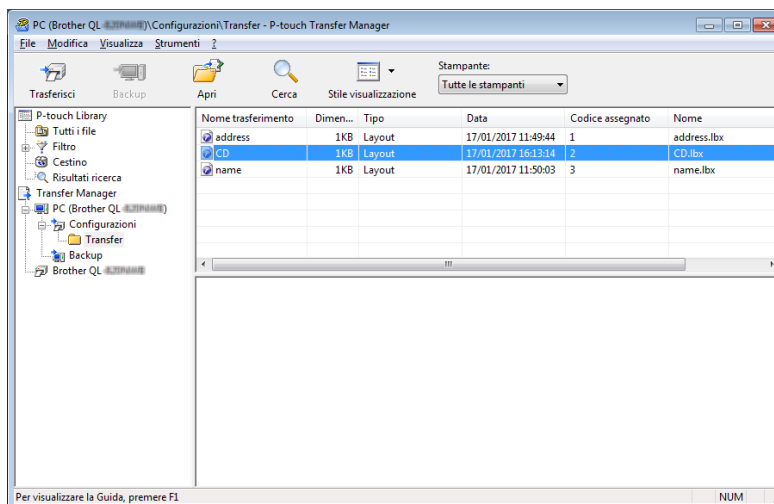 PC (Brother QL-    )\Configurazioni\Transfer - P-touch Transfer Manager
File Modifica Visualizza Strumenti ?
Trasferisci Backup Apri Cerca Stile visualizzazione
Stampante:
Tutte le stampanti
P-touch Library
Tutti i file
Filtro
Cestino
Risultati ricerca
Transfer Manager
PC (Brother QL-    )
Configurazioni
Transfer
Backup
Brother QL-
Nome trasferimento Dimen... Tipo Data Codice assegnato Nome
address 1KB Layout 17/01/2017 11:49:44 1 address.lbx
CD 1KB Layout 17/01/2017 16:13:14 2 CD.lbx
name 1KB Layout 17/01/2017 11:50:03 3 name.lbx
Per visualizzare la Guida, premere F1 NUM